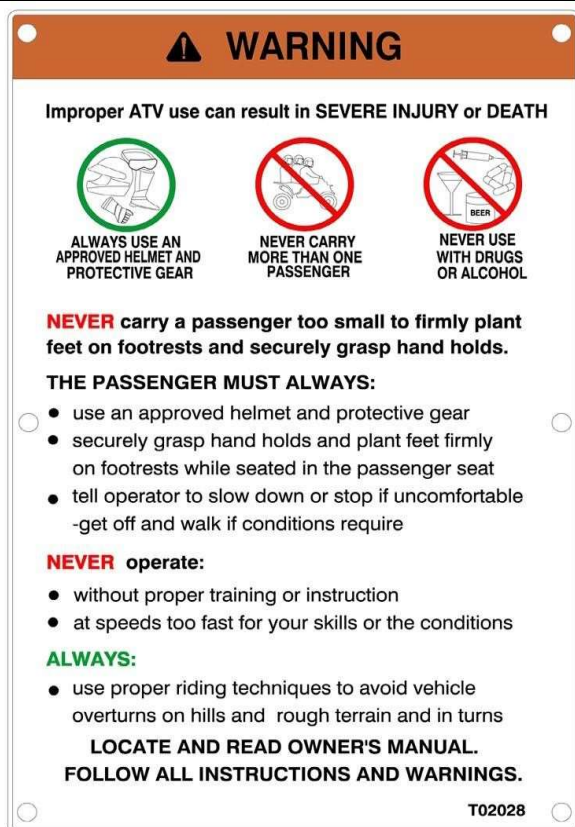 WARNING
Improper ATV use can result in SEVERE INJURY or DEATH
ALWAYS USE AN
APPROVED HELMET AND
PROTECTIVE GEAR
NEVER CARRY
MORE THAN ONE
PASSENGER
BEER
NEVER USE
WITH DRUGS
OR ALCOHOL
NEVER carry a passenger too small to firmly plant
feet on footrests and securely grasp hand holds.
THE PASSENGER MUST ALWAYS:
● use an approved helmet and protective gear
● securely grasp hand holds and plant feet firmly
on footrests while seated in the passenger seat
● tell operator to slow down or stop if uncomfortable
-get off and walk if conditions require
NEVER operate:
● without proper training or instruction
● at speeds too fast for your skills or the conditions
ALWAYS:
● use proper riding techniques to avoid vehicle
overturns on hills and rough terrain and in turns
LOCATE AND READ OWNER'S MANUAL.
FOLLOW ALL INSTRUCTIONS AND WARNINGS.
T02028